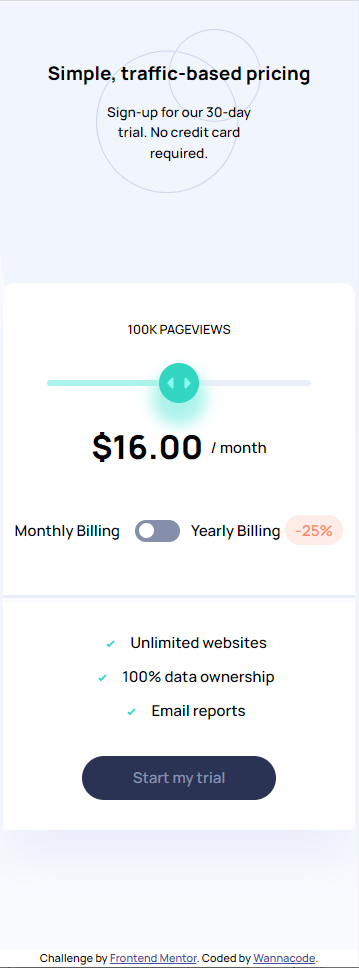 Simple, traffic-based pricing
Sign-up for our 30-day
trial. No credit card
required.
100K PAGEVIEWS
$16.00 / month
Monthly Billing Yearly Billing -25%
Unlimited websites
100% data ownership
Email reports
Start my trial
Challenge by Frontend Mentor. Coded by Wannacode.